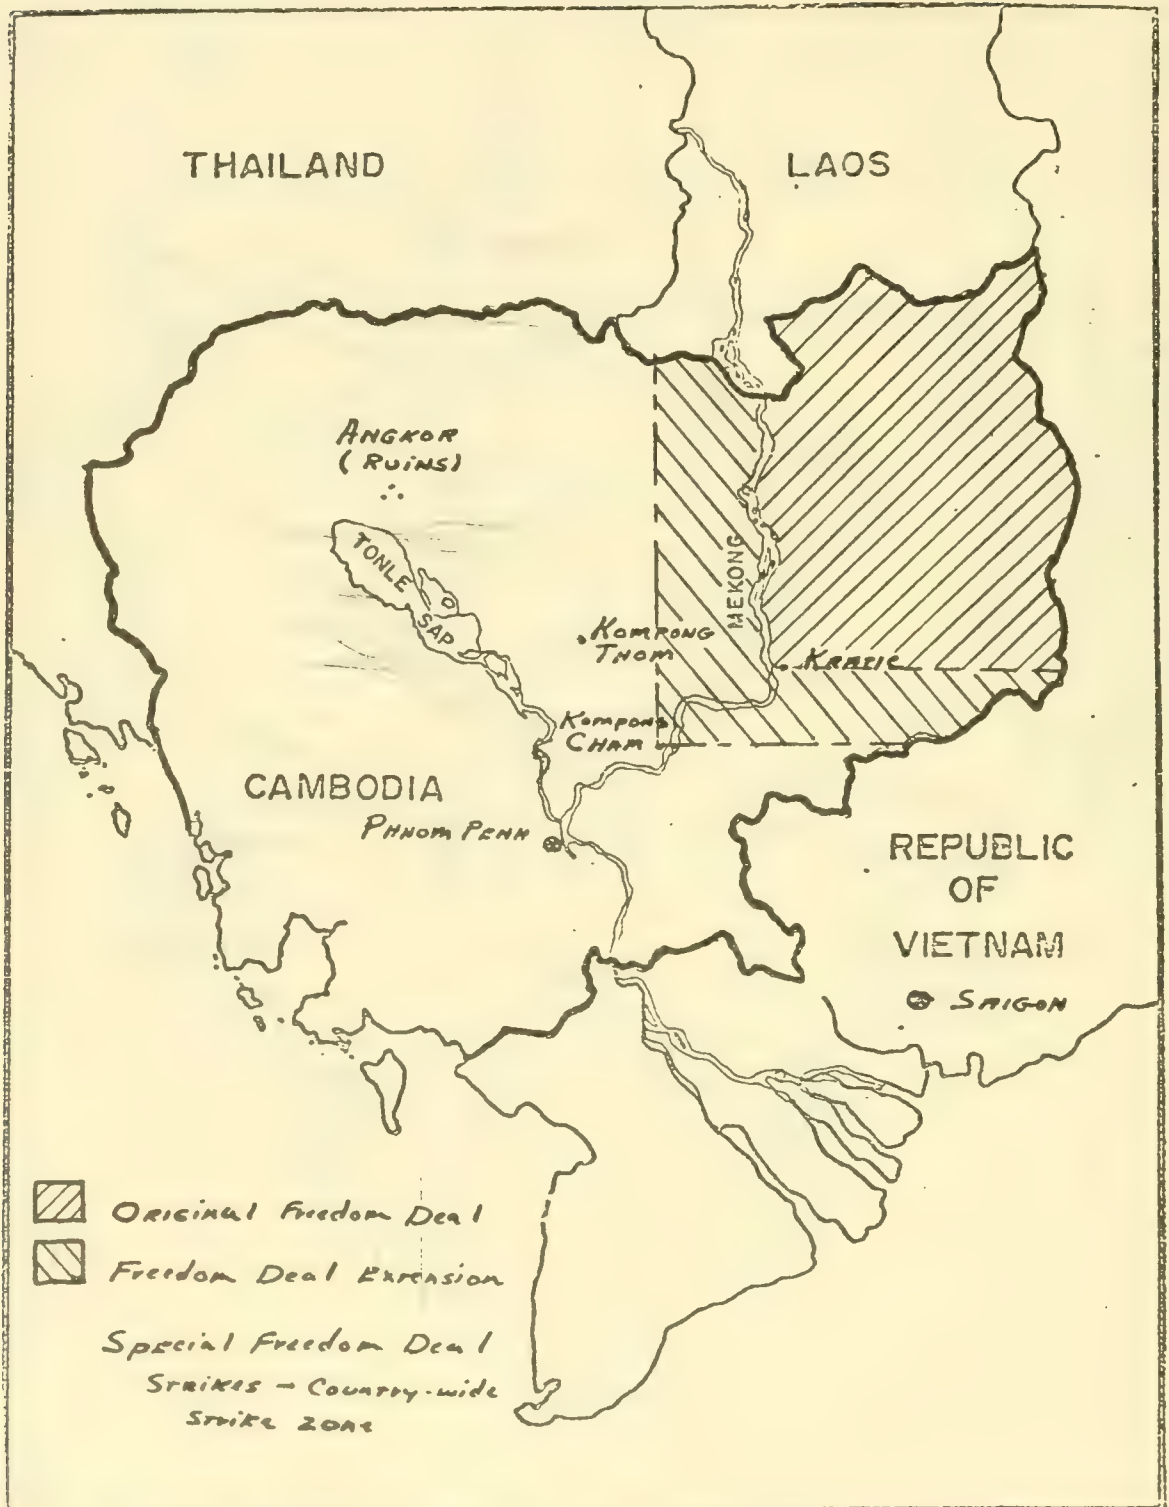 THAILAND
LAOS
ANGKOR
(RUINS)
TONLE
SAP
MEKONG
KOMPONG
THOM
KRATIE
KOMPONG
CHAM
CAMBODIA
PHNOM PENH
REPUBLIC
OF
VIETNAM
SAIGON
ORIGINAL FREEDOM DEAL
FREEDOM DEAL EXTENSION
SPECIAL FREEDOM DEAL
STRIKES - COUNTRY-WIDE
STRIKE ZONE